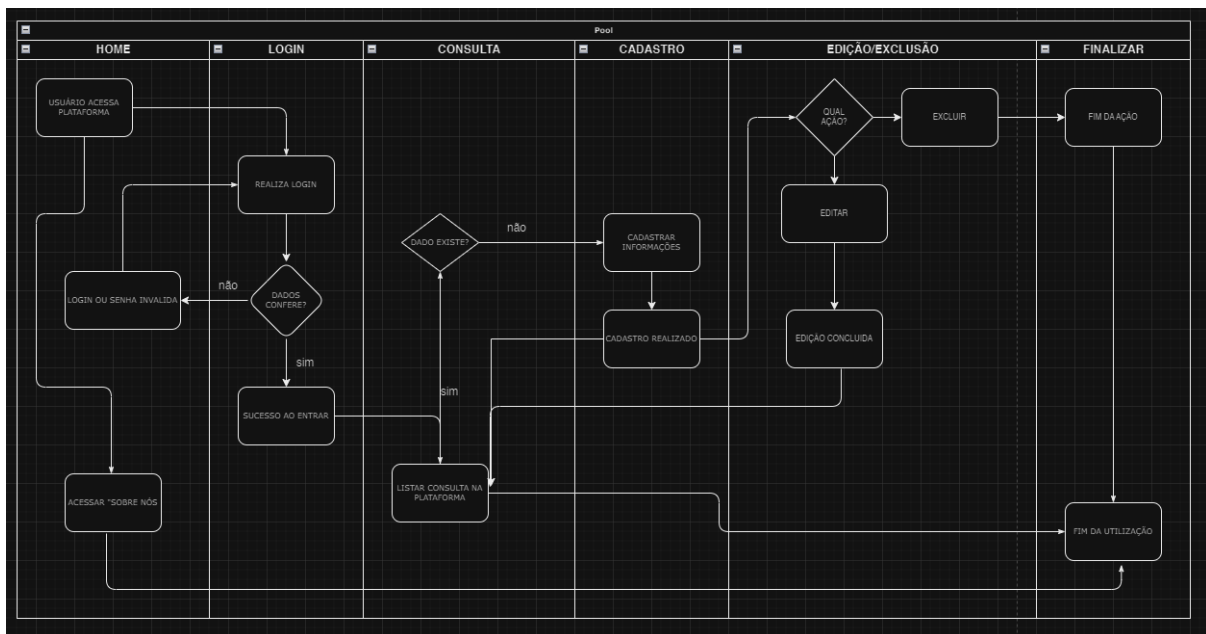 Pool
HOME
LOGIN
CONSULTA
CADASTRO
EDIÇÃO/EXCLUSÃO
FINALIZAR
USUÁRIO ACESSA
PLATAFORMA
QUAL
AÇÃO?
EXCLUIR
FIM DA AÇÃO
REALIZA LOGIN
EDITAR
DADO EXISTE?
não
CADASTRAR
INFORMAÇÕES
LOGIN OU SENHA INVALIDA
não
DADOS
CONFERE?
CADASTRO REALIZADO
EDIÇÃO CONCLUIDA
sim
sim
SUCESSO AO ENTRAR
LISTAR CONSULTA NA
PLATAFORMA
ACESSAR "SOBRE NÓS
FIM DA UTILIZAÇÃO